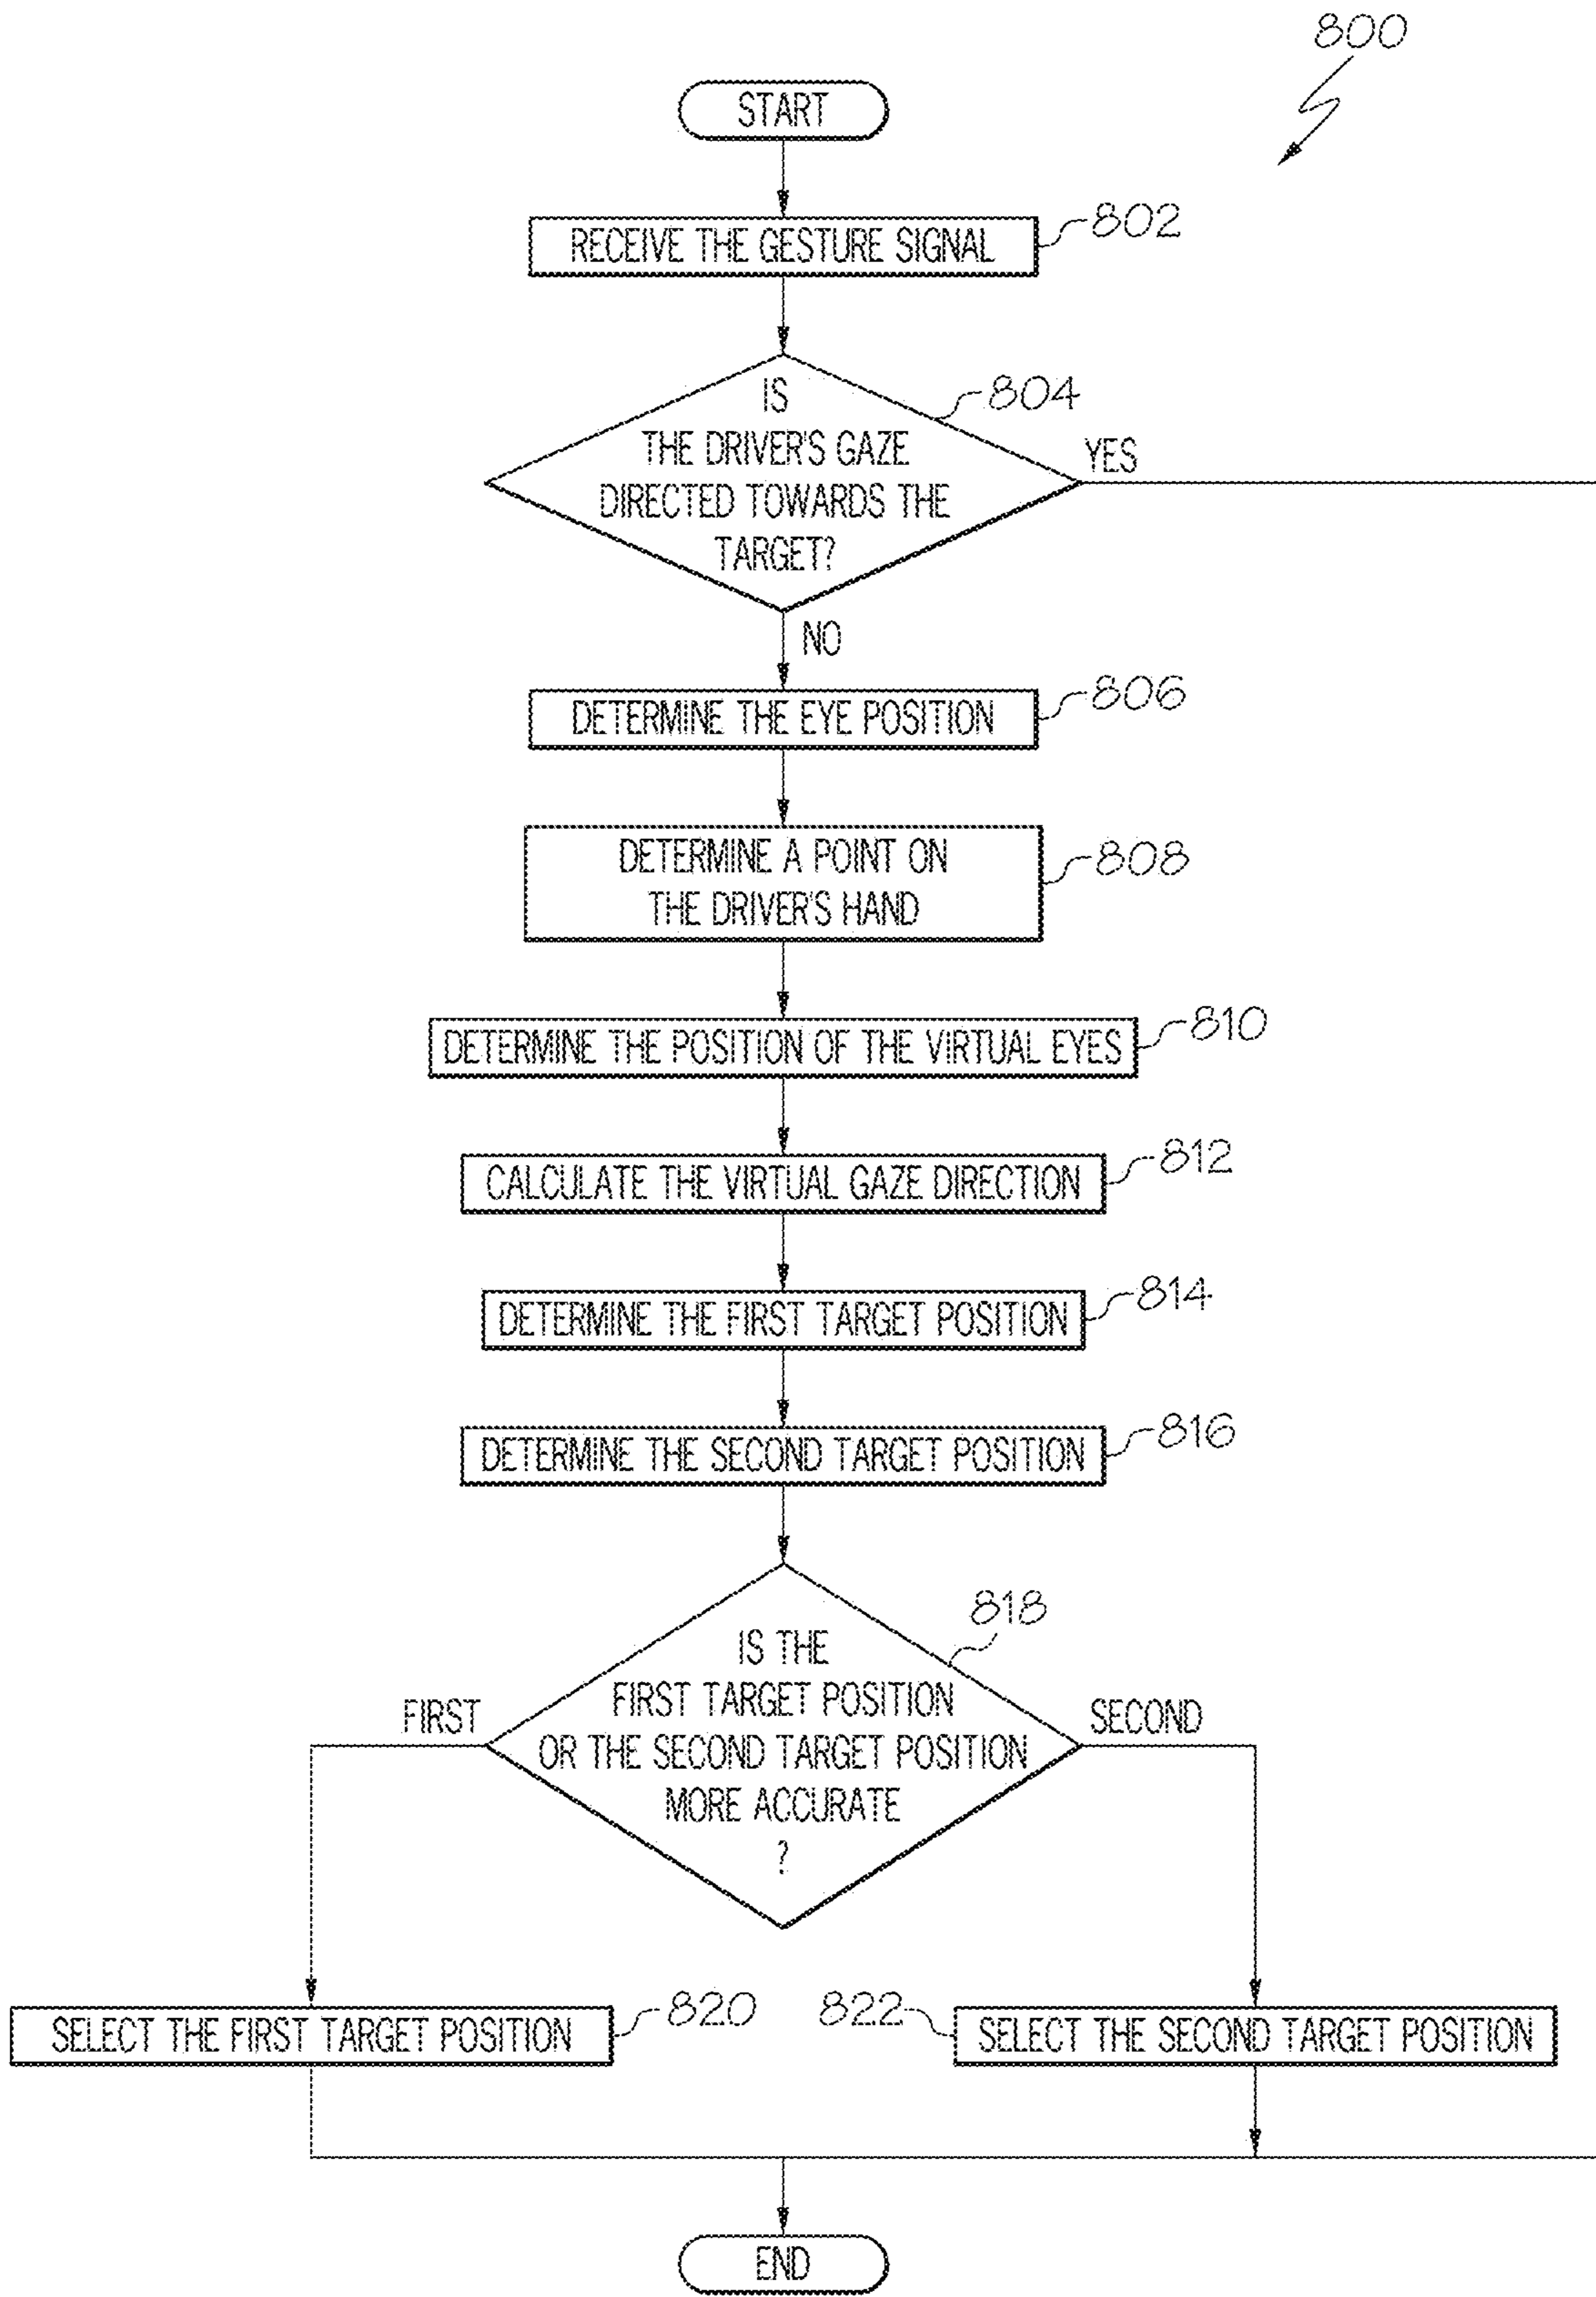 800
START
RECEIVE THE GESTURE SIGNAL
802
IS
THE DRIVER'S GAZE
DIRECTED TOWARDS THE
TARGET?
804
YES
NO
DETERMINE THE EYE POSITION
806
DETERMINE A POINT ON
THE DRIVER'S HAND
808
DETERMINE THE POSITION OF THE VIRTUAL EYES
810
CALCULATE THE VIRTUAL GAZE DIRECTION
812
DETERMINE THE FIRST TARGET POSITION
814
DETERMINE THE SECOND TARGET POSITION
816
IS THE
FIRST TARGET POSITION
OR THE SECOND TARGET POSITION
MORE ACCURATE
?
818
FIRST
SECOND
SELECT THE FIRST TARGET POSITION
820
822
SELECT THE SECOND TARGET POSITION
END